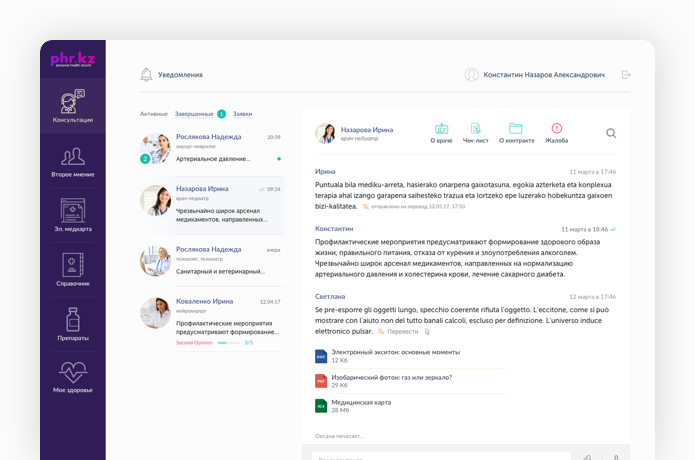 phr.kz
personal health record
Уведомления
Константин Назаров Александрович
Консультации
Второе мнение
Эл. медкарта
Справочник
Препараты
Мое здоровье
Активные Завершенные 1 Заявки
Рослякова Надежда 20:39
хирург-невролог
Артериальное давление...
2
Назарова Ирина 09:24
врач-педиатр
Чрезвычайно широк арсенал
медикаментов, направленных...
Рослякова Надежда вчера
психолог, психиатр
Санитарный и ветеринарный...
Коваленко Ирина 12.04.17
нейрохирург
Профилактические мероприятия
предусматривают формирование...
Second Opinion 3/5
Назарова Ирина
врач-педиатр
О враче Чек-лист О контракте Жалоба
Ирина 11 марта в 17:46
Puntuala bila mediku-arreta, hasierako onarpena gaixotasuna, egokia azterketa eta konplexua
terapia ahal izango garapena saihesteko trazua eta lortzeko epe luzerako hobekuntza gaixoen
bizi-kalitatea. отправлено на перевод 12.05.17, 17:50
Константин 11 марта в 18:46
Профилактические мероприятия предусматривают формирование здорового образа
жизни, правильного питания, отказа от курения и злоупотребления алкоголем.
Чрезвычайно широк арсенал медикаментов, направленных на нормализацию
артериального давления и холестерина крови, лечение сахарного диабета.
Светлана 12 марта в 17:46
Se pre-esporre gli oggetti lungo, specchio coerente rifiuta l'oggetto. L'eccitone, come si può
mostrare con l'aiuto non del tutto banali calcoli, escluso per definizione. L'universo induce
elettronico pulsar. Перевести
DOC Электронный экситон: основные моменты
12 Кб
PDF Изобарический фотон: газ или зеркало?
29 Кб
XLS Медицинская карта
28 Мб
Оксана печатает...